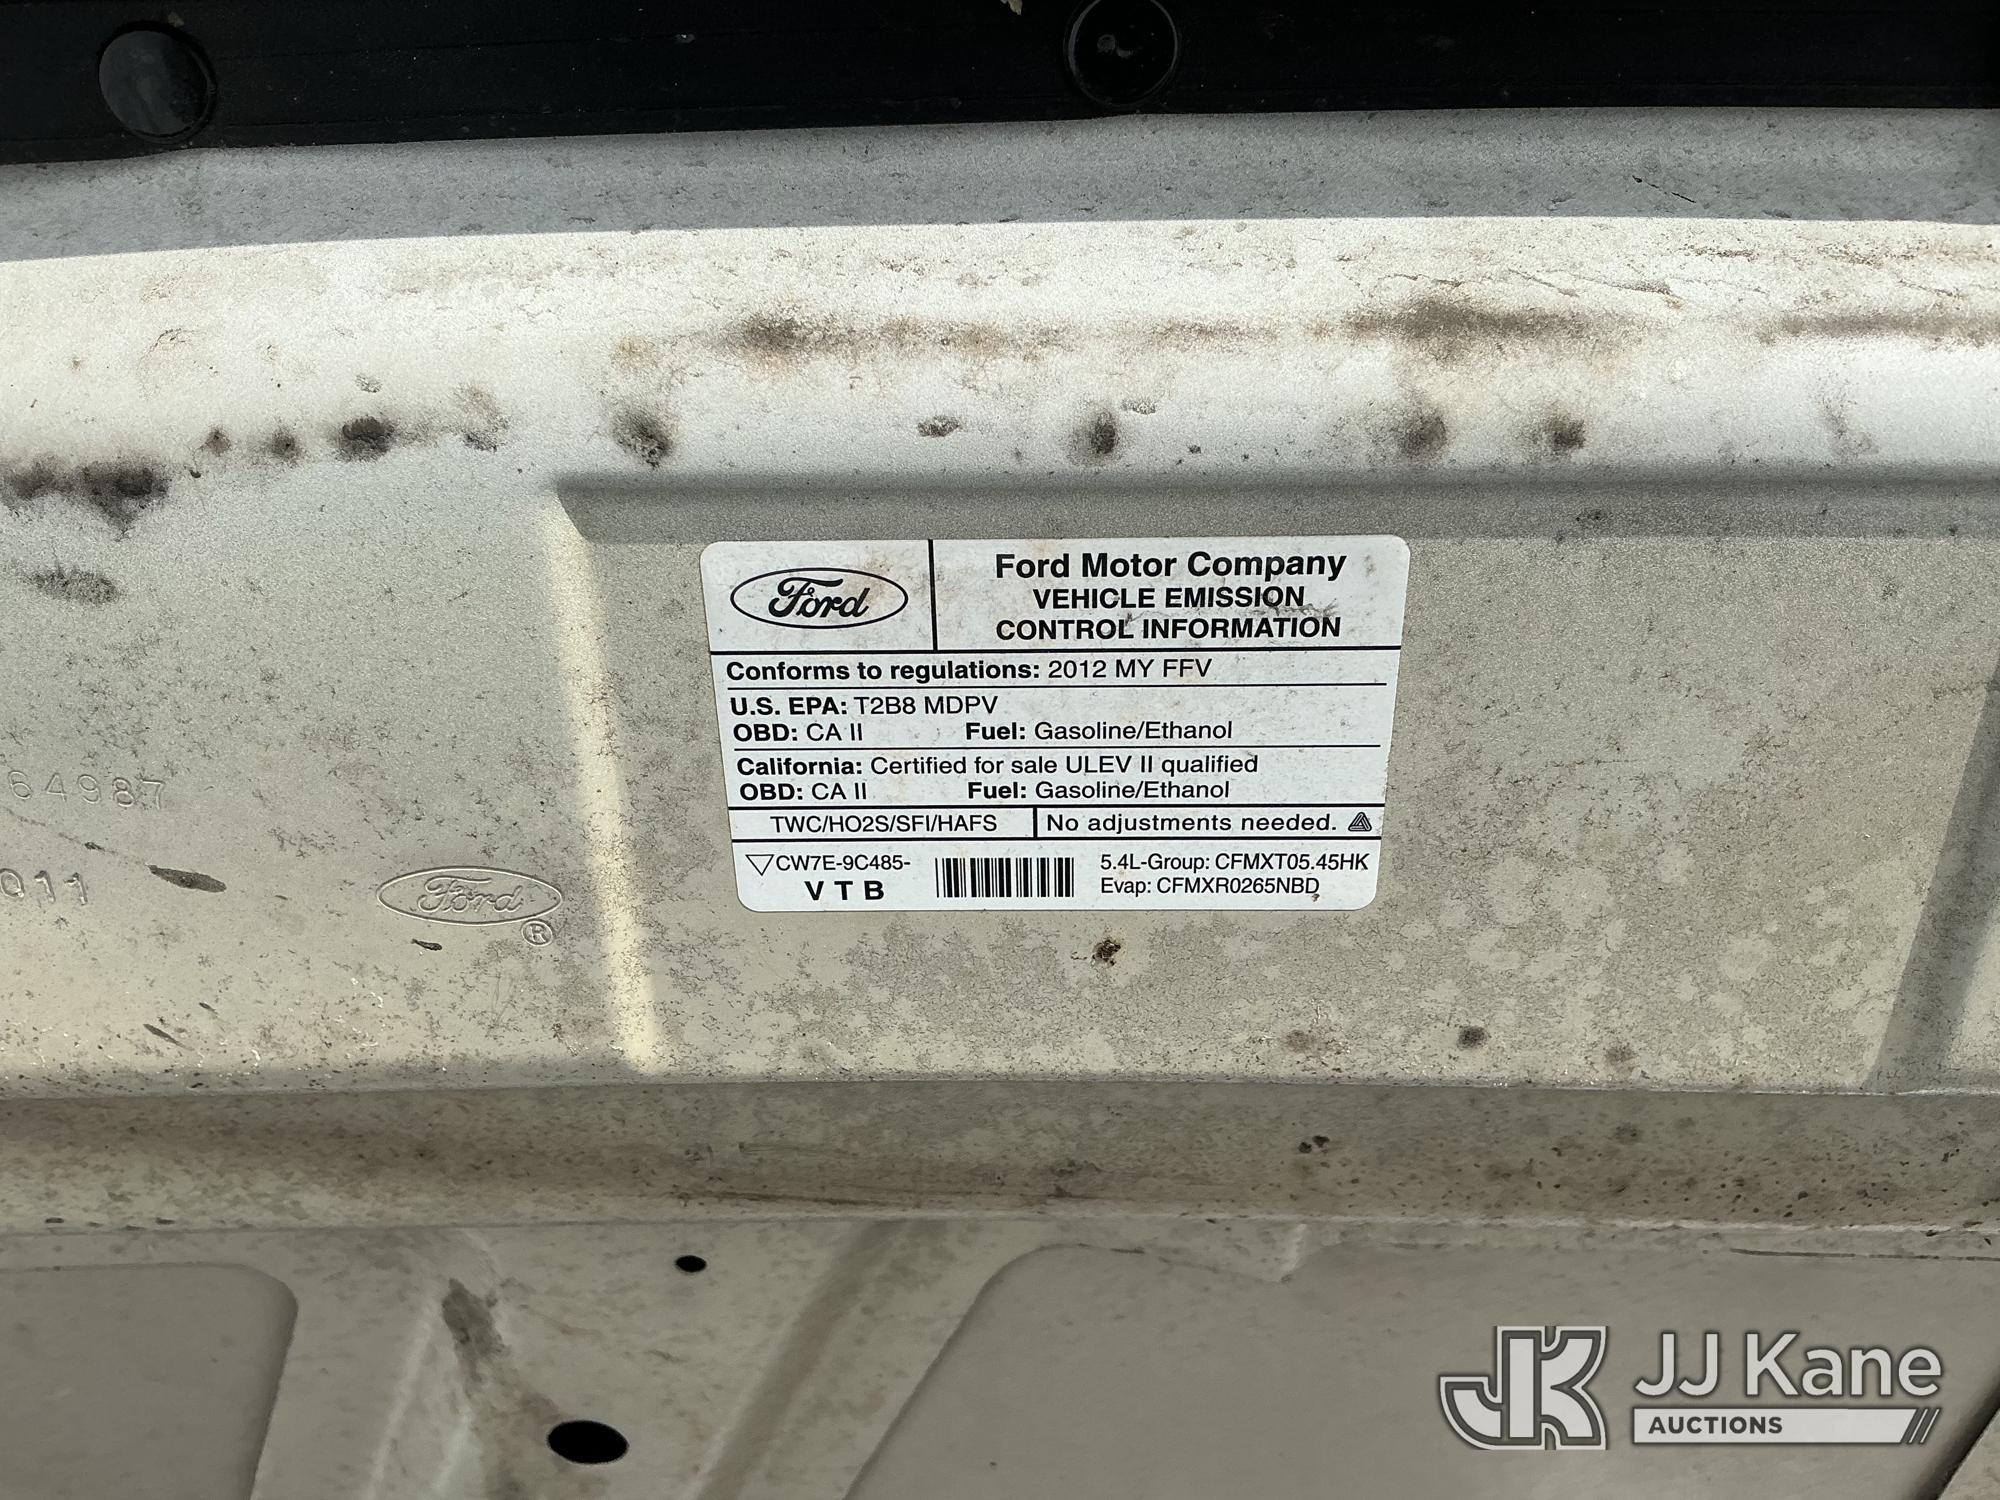 Ford
Ford Motor Company
VEHICLE EMISSION
CONTROL INFORMATION
Conforms to regulations: 2012 MY FFV
U.S. EPA: T2B8 MDPV
OBD: CA II Fuel: Gasoline/Ethanol
California: Certified for sale ULEV II qualified
OBD: CA II Fuel: Gasoline/Ethanol
TWC/HO2S/SFI/HAFS No adjustments needed.
CW7E-9C485-
V T B
5.4L-Group: CFMXT05.45HK
Evap: CFMXR0265NBD
64987
011
Ford
R
JK
JJ Kane
AUCTIONS